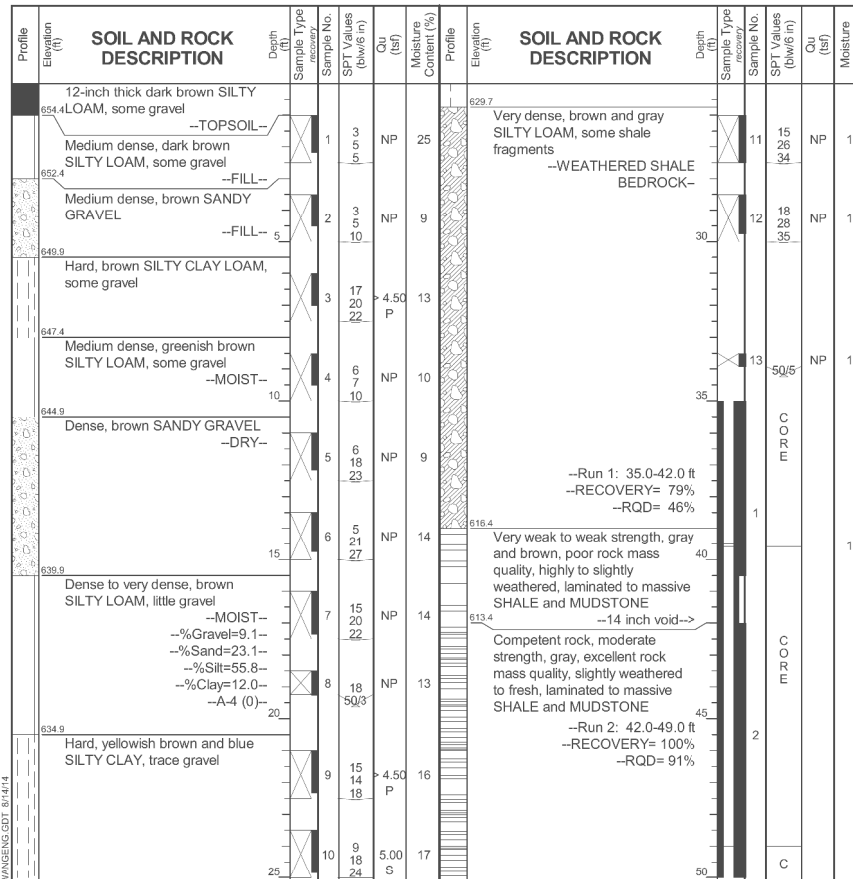 Profile
Elevation (ft)
SOIL AND ROCK DESCRIPTION
Depth (ft)
Sample Type
recovery
Sample No.
SPT Values (blw/6 in)
Qu (tsf)
Moisture Content (%)
12-inch thick dark brown SILTY
654.4 LOAM, some gravel
--TOPSOIL--
Medium dense, dark brown
SILTY LOAM, some gravel
--FILL--
1
3
5
5
NP
25
652.4
Medium dense, brown SANDY
GRAVEL
--FILL--
5
2
3
5
10
NP
9
649.9
Hard, brown SILTY CLAY LOAM,
some gravel
3
17
20
22
> 4.50
P
13
647.4
Medium dense, greenish brown
SILTY LOAM, some gravel
--MOIST--
10
4
6
7
10
NP
10
644.9
Dense, brown SANDY GRAVEL
--DRY--
5
6
18
23
NP
9
15
6
5
21
27
NP
14
639.9
Dense to very dense, brown
SILTY LOAM, little gravel
--MOIST--
--%Gravel=9.1--
--%Sand=23.1--
--%Silt=55.8--
--%Clay=12.0--
--A-4 (0)--
7
15
20
22
NP
14
8
18
50/3
NP
13
20
634.9
Hard, yellowish brown and blue
SILTY CLAY, trace gravel
9
15
14
18
> 4.50
P
16
25
10
9
18
24
5.00
S
17
WANGENG.GDT 8/14/14
Profile
Elevation (ft)
SOIL AND ROCK DESCRIPTION
Depth (ft)
Sample Type
recovery
Sample No.
SPT Values (blw/6 in)
Qu (tsf)
Moisture
629.7
Very dense, brown and gray
SILTY LOAM, some shale
fragments
--WEATHERED SHALE
BEDROCK--
11
15
26
34
NP
1
30
12
18
28
35
NP
1
13
50/5
NP
1
35
CORE
--Run 1: 35.0-42.0 ft
--RECOVERY= 79%
--RQD= 46%
1
616.4
Very weak to weak strength, gray
and brown, poor rock mass
quality, highly to slightly
weathered, laminated to massive
SHALE and MUDSTONE
--14 inch void-->
40
1
613.4
Competent rock, moderate
strength, gray, excellent rock
mass quality, slightly weathered
to fresh, laminated to massive
SHALE and MUDSTONE
--Run 2: 42.0-49.0 ft
--RECOVERY= 100%
--RQD= 91%
45
2
CORE
50
C